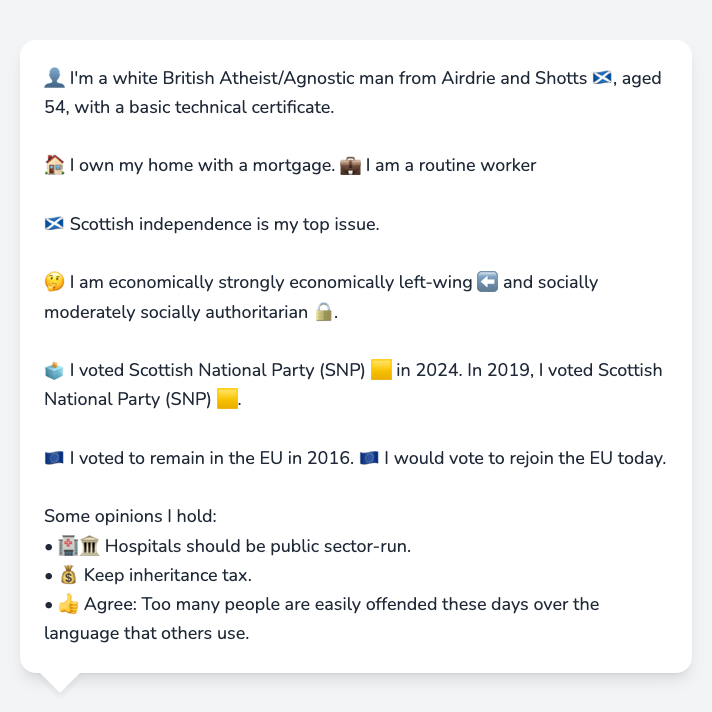 👤 I'm a white British Atheist/Agnostic man from Airdrie and Shotts 🏴󠁧󠁢󠁳󠁣󠁴󠁿, aged
54, with a basic technical certificate.
🏠 I own my home with a mortgage. 💼 I am a routine worker
🏴󠁧󠁢󠁳󠁣󠁴󠁿 Scottish independence is my top issue.
🤔 I am economically strongly economically left-wing ⬅️ and socially
moderately socially authoritarian 🔒.
🗳️ I voted Scottish National Party (SNP) 🟨 in 2024. In 2019, I voted Scottish
National Party (SNP) 🟨.
🇪🇺 I voted to remain in the EU in 2016. 🇪🇺 I would vote to rejoin the EU today.
Some opinions I hold:
• 🏥🏛️ Hospitals should be public sector-run.
• 💰 Keep inheritance tax.
• 👍 Agree: Too many people are easily offended these days over the
language that others use.